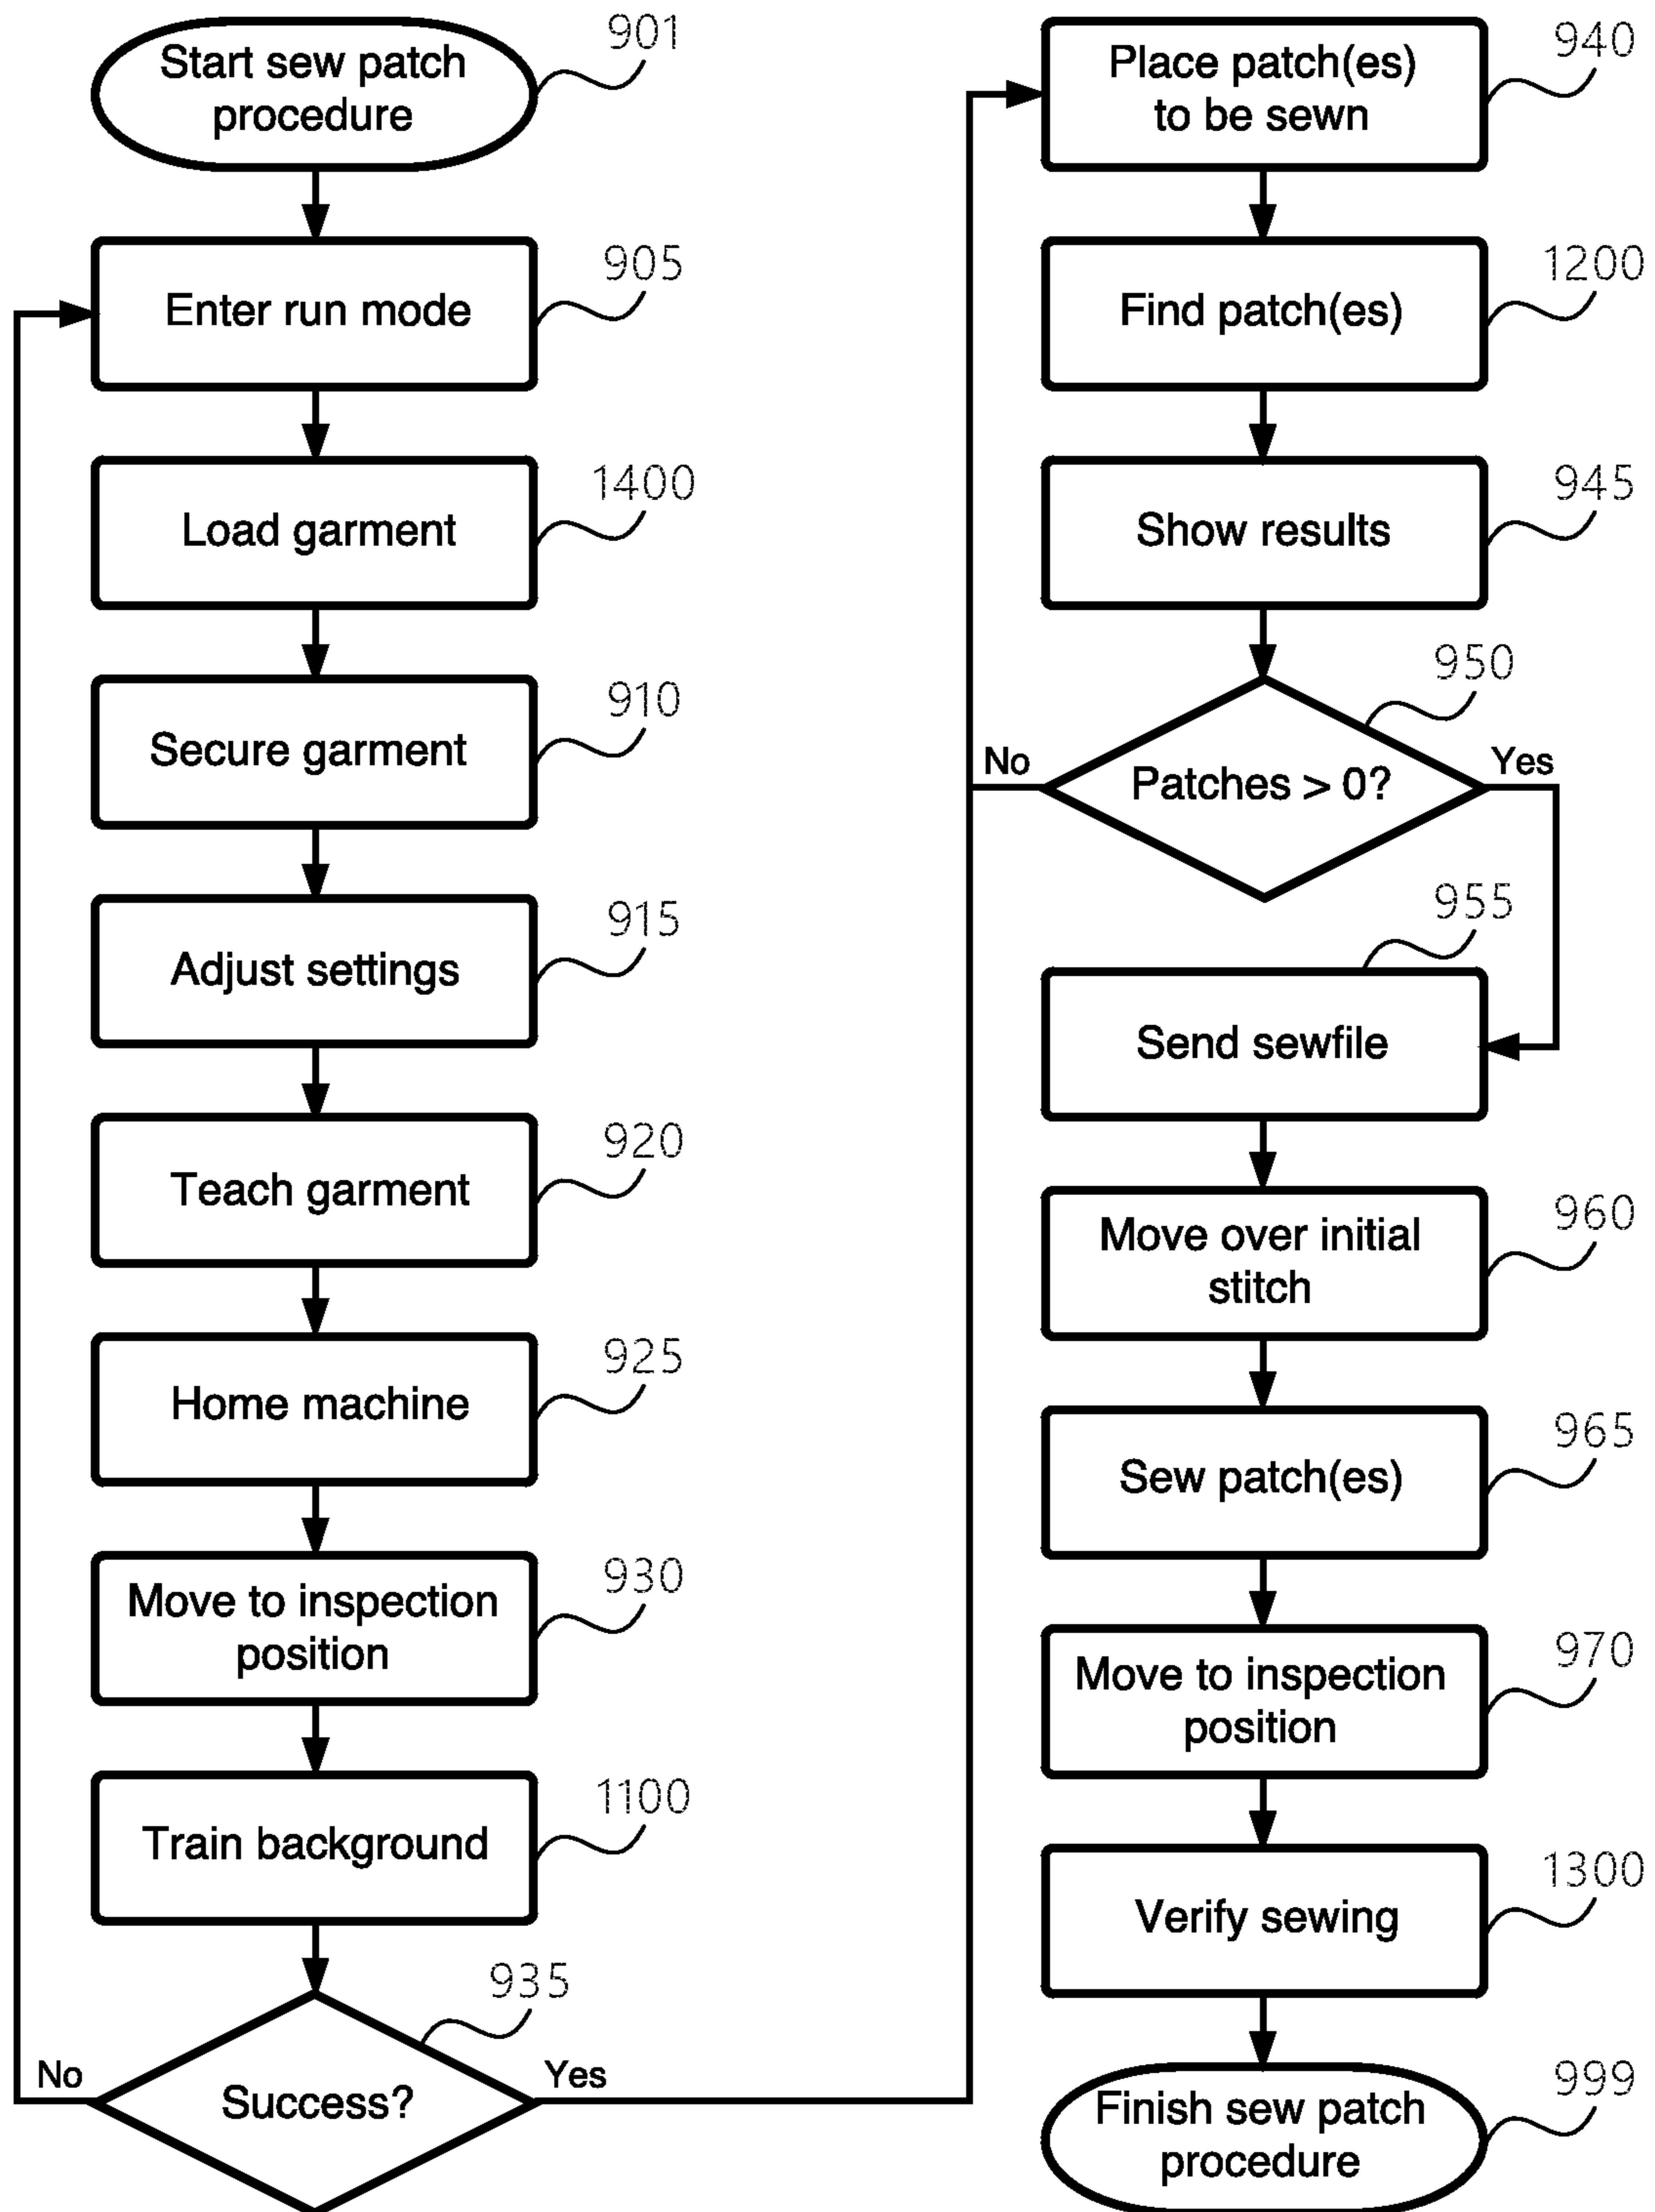 Start sew patch
procedure
901
Enter run mode
905
Load garment
1400
Secure garment
910
Adjust settings
915
Teach garment
920
Home machine
925
Move to inspection
position
930
Train background
1100
Success?
935
No
Yes
Place patch(es)
to be sewn
940
Find patch(es)
1200
Show results
945
Patches > 0?
950
No
Yes
Send sewfile
955
Move over initial
stitch
960
Sew patch(es)
965
Move to inspection
position
970
Verify sewing
1300
Finish sew patch
procedure
999